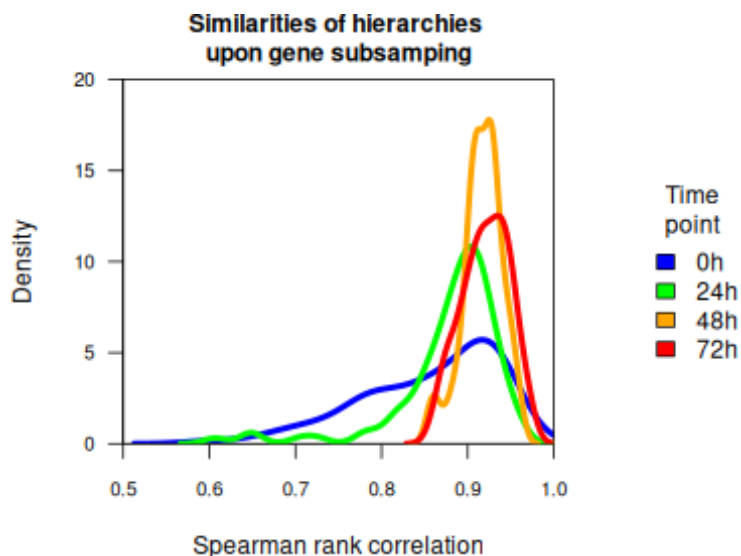 Similarities of hierarchies
upon gene subsamping
20
15
10
5
0
Density
0.5 0.6 0.7 0.8 0.9 1.0
Spearman rank correlation
Time
point
0h
24h
48h
72h